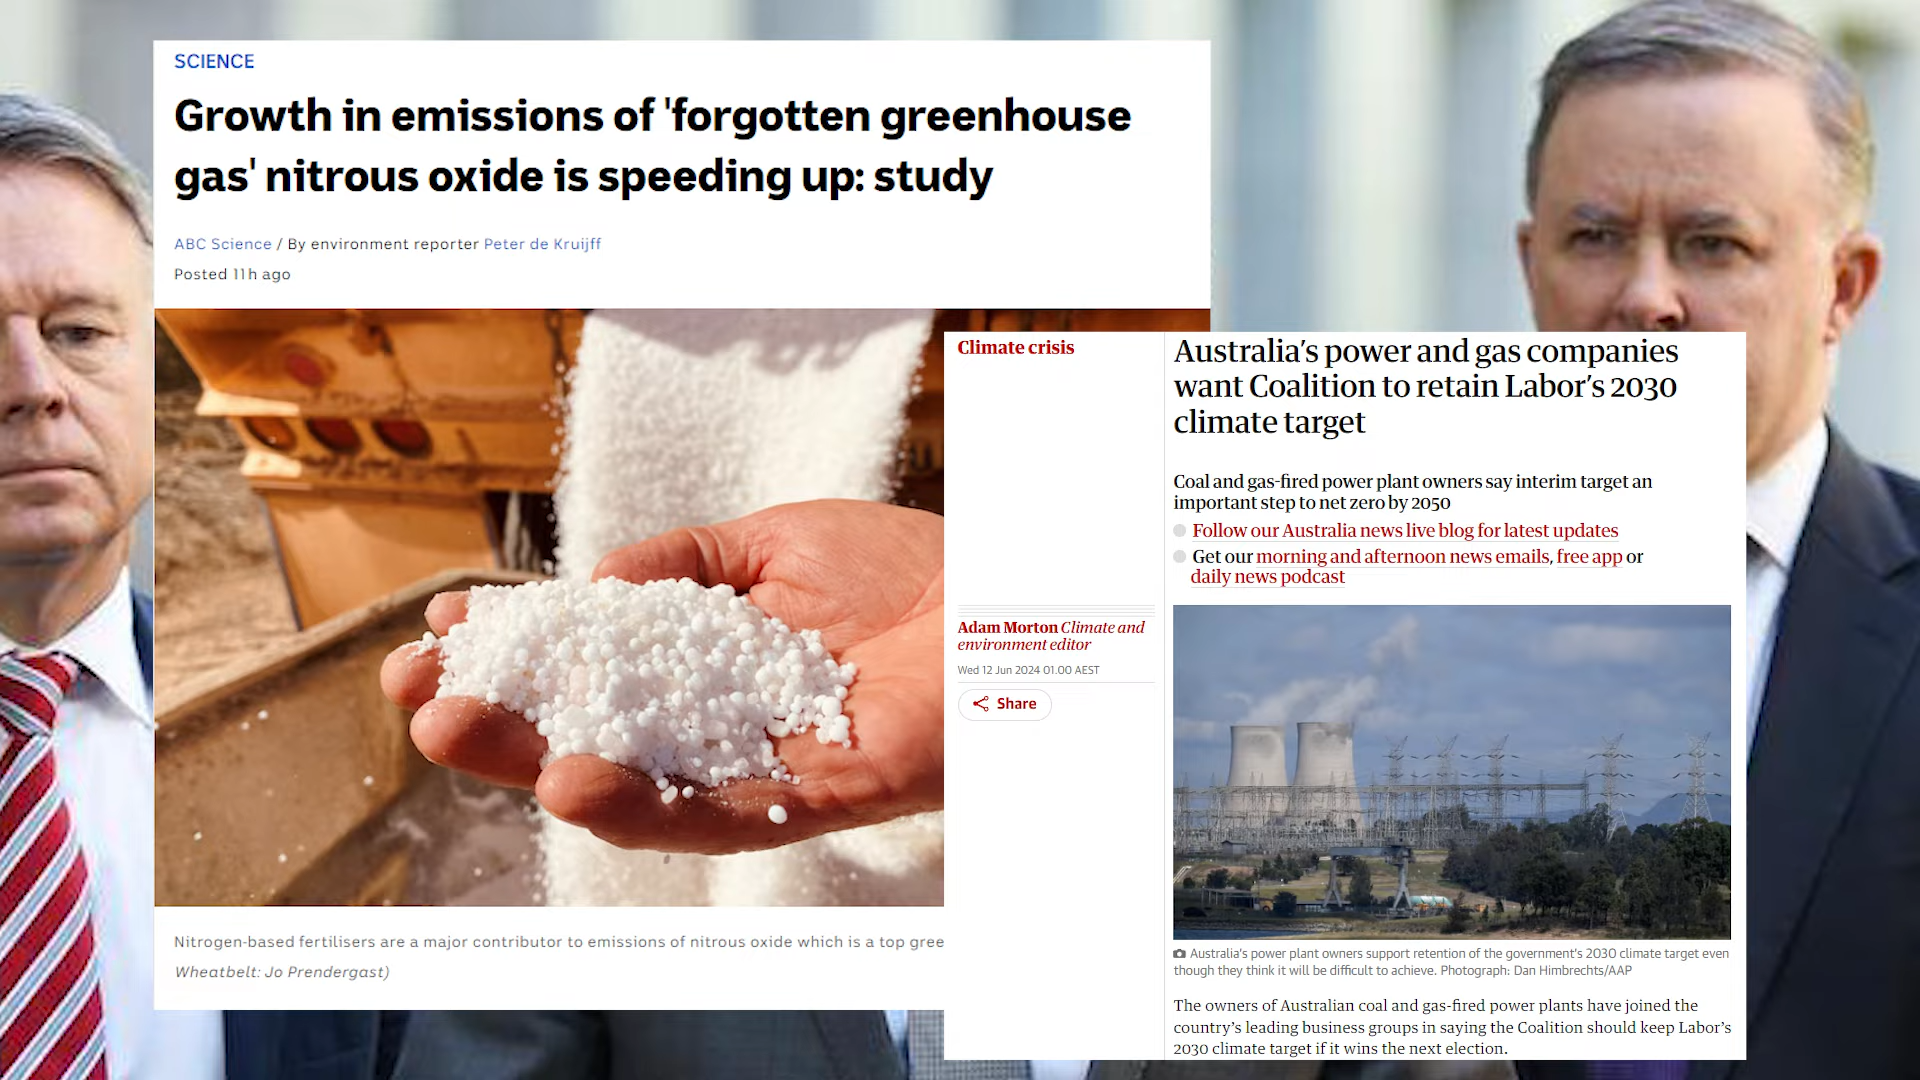 SCIENCE
Growth in emissions of 'forgotten greenhouse
gas' nitrous oxide is speeding up: study
ABC Science / By environment reporter Peter de Kruijff
Posted 11h ago
Nitrogen-based fertilisers are a major contributor to emissions of nitrous oxide which is a top
Wheatbelt: Jo Prendergast)
Climate crisis
Adam Morton Climate and
environment editor
Wed 12 Jun 2024 01.00 AEST
Share
Australia's power and gas companies
want Coalition to retain Labor's 2030
climate target
Coal and gas-fired power plant owners say interim target an
important step to net zero by 2050
Follow our Australia news live blog for latest updates
Get our morning and afternoon news emails, free app or
daily news podcast
Australia's power plant owners support retention of the government's 2030 climate target even
though they think it will be difficult to achieve. Photograph: Dan Himbrechts/AAP
The owners of Australian coal and gas-fired power plants have joined the
country's leading business groups in saying the Coalition should keep Labor's
2030 climate target if it wins the next election.